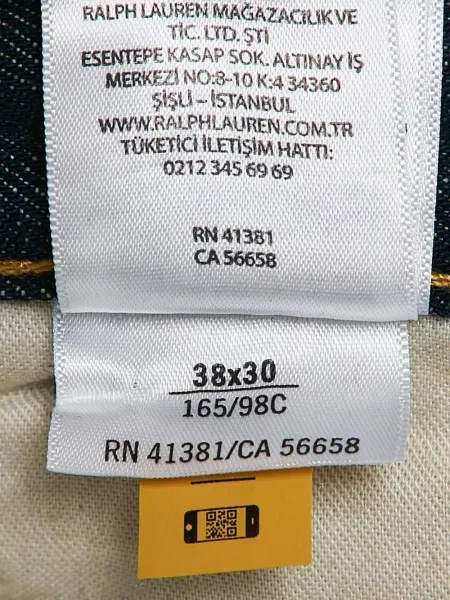 RALPH LAUREN MAĞAZACILIK VE
TİC. LTD. ŞTİ
ESENTEPE KASAP SOK. ALTINAY İŞ
MERKEZİ NO:8-10 K:4 34360
ŞİŞLİ – İSTANBUL
WWW.RALPHLAUREN.COM.TR
TÜKETİCİ İLETİŞİM HATTI:
0212 345 69 69
RN 41381
CA 56658
38x30
165/98C
RN 41381/CA 56658